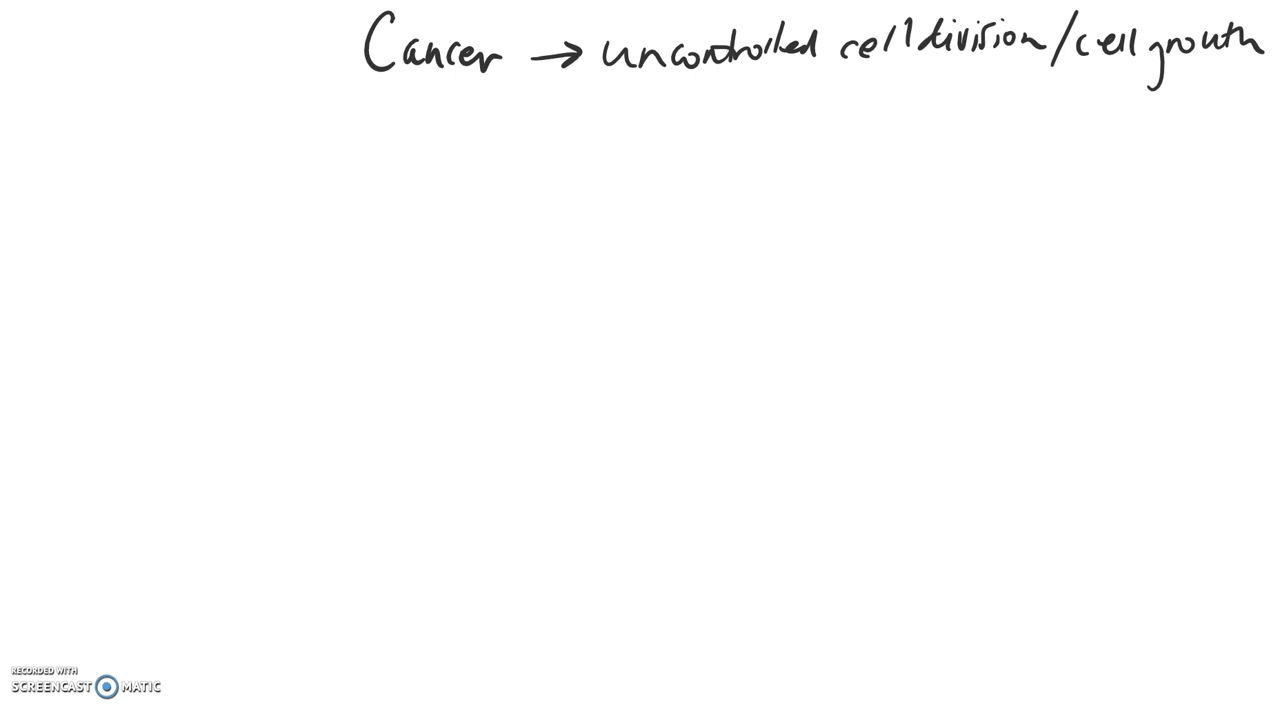 Cancer → uncontrolled cell division/cell growth
RECORDED WITH
SCREENCAST MATIC